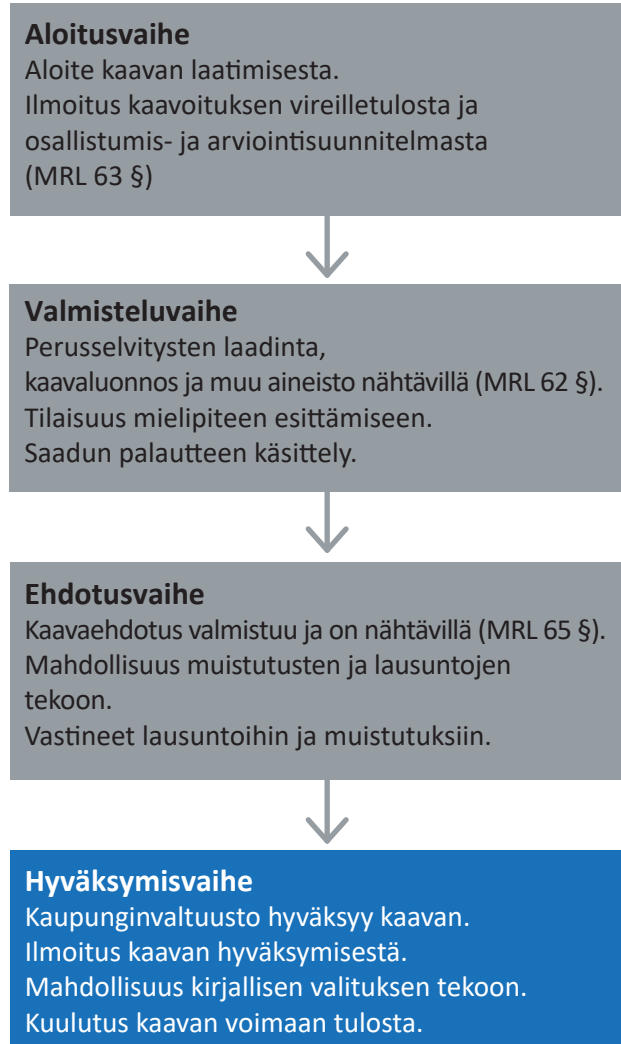 Aloitusvaihe
Aloite kaavan laatimisesta.
Ilmoitus kaavoituksen vireilletulosta ja
osallistumis- ja arviointisuunnitelmasta
(MRL 63 §)
Valmisteluvaihe
Perusselvitysten laadinta,
kaavaluonnos ja muu aineisto nähtävillä (MRL 62 §).
Tilaisuus mielipiteen esittämiseen.
Saadun palautteen käsittely.
Ehdotusvaihe
Kaavaehdotus valmistuu ja on nähtävillä (MRL 65 §).
Mahdollisuus muistutusten ja lausuntojen
tekoon.
Vastineet lausuntoihin ja muistutuksiin.
Hyväksymisvaihe
Kaupunginvaltuusto hyväksyy kaavan.
Ilmoitus kaavan hyväksymisestä.
Mahdollisuus kirjallisen valituksen tekoon.
Kuulutus kaavan voimaan tulosta.